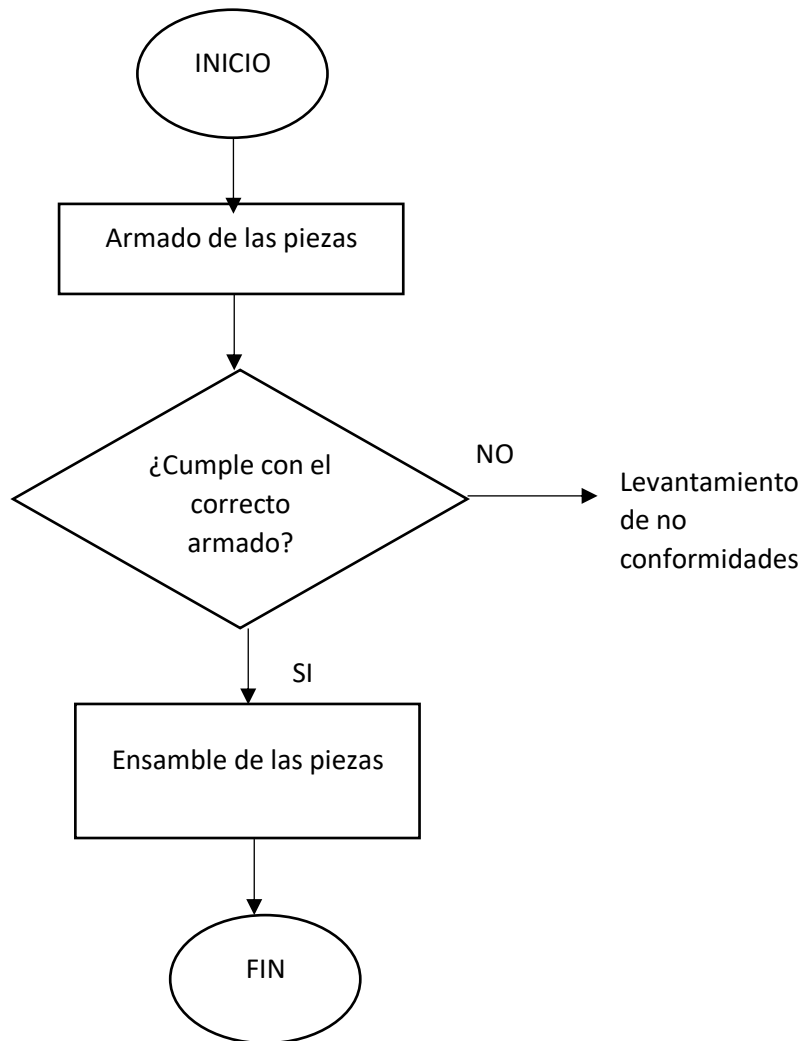 INICIO
Armado de las piezas
¿Cumple con el
correcto
armado?
NO
Levantamiento
de no
conformidades
SI
Ensamble de las piezas
FIN